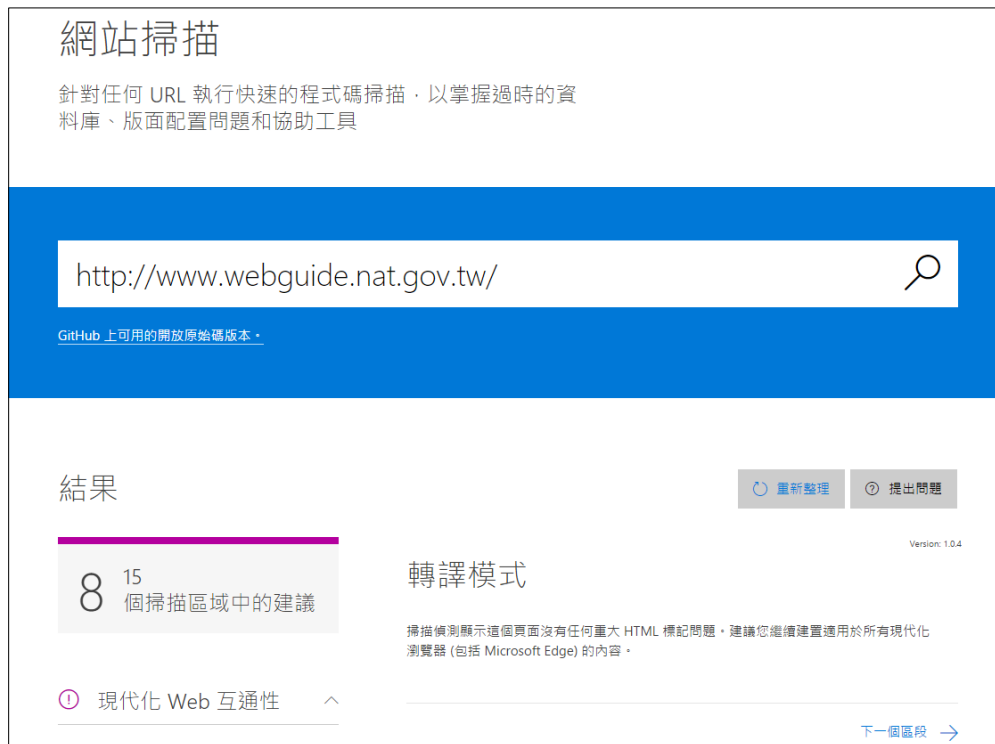 網站掃描
針對任何 URL 執行快速的程式碼掃描，以掌握過時的資
料庫、版面配置問題和協助工具
http://www.webguide.nat.gov.tw/
GitHub 上可用的開放原始碼版本。
結果
重新整理
提出問題
Version: 1.0.4
8
15
個掃描區域中的建議
轉譯模式
掃描偵測顯示這個頁面沒有任何重大 HTML 標記問題。建議您繼續建置適用於所有現代化
瀏覽器 (包括 Microsoft Edge) 的內容。
現代化 Web 互通性
下一個區段